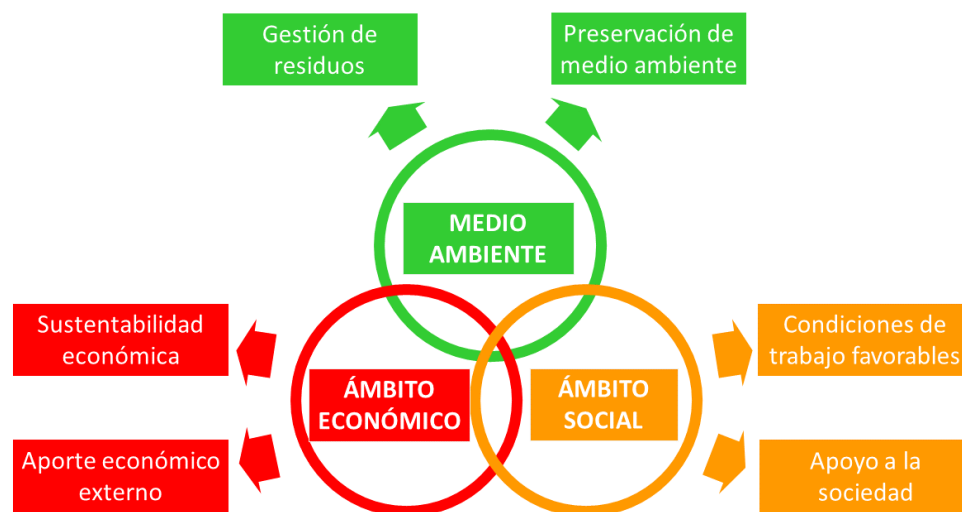 Gestión de
residuos
Preservación de
medio ambiente
MEDIO
AMBIENTE
Sustentabilidad
económica
Condiciones de
trabajo favorables
ÁMBITO
ECONÓMICO
ÁMBITO
SOCIAL
Aporte económico
externo
Apoyo a la
sociedad